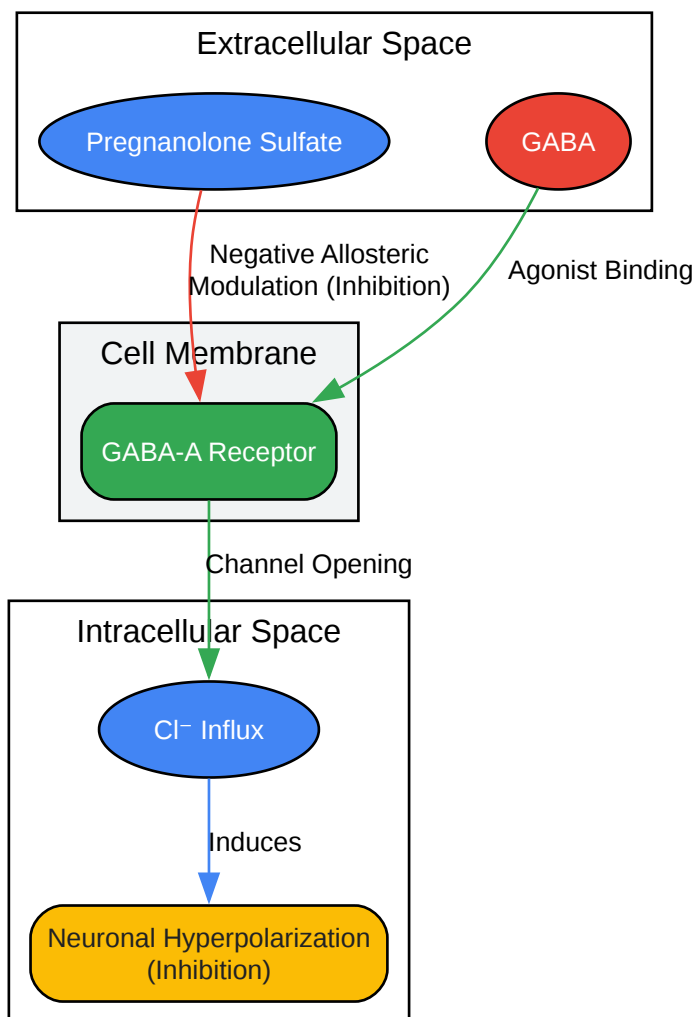 Extracellular Space
Pregnanolone Sulfate
GABA
Negative Allosteric
Modulation (Inhibition)
Agonist Binding
Cell Membrane
GABA-A Receptor
Channel Opening
Intracellular Space
Cl⁻ Influx
Induces
Neuronal Hyperpolarization
(Inhibition)